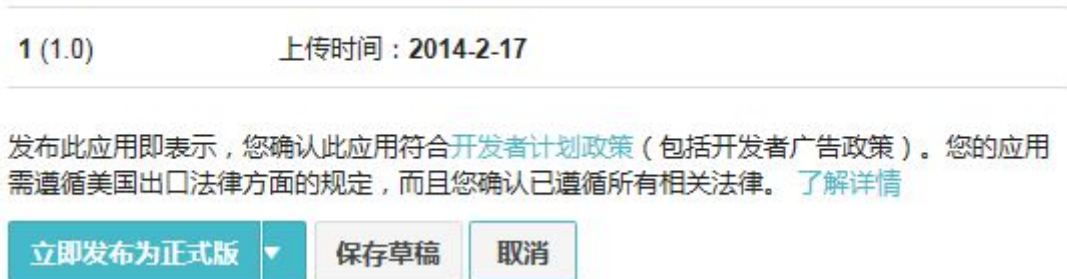 1 (1.0) 上传时间：2014-2-17
发布此应用即表示，您确认此应用符合开发者计划政策（包括开发者广告政策）。您的应用
需遵循美国出口法律方面的规定，而且您确认已遵循所有相关法律。 了解详情
立即发布为正式版 保存草稿 取消